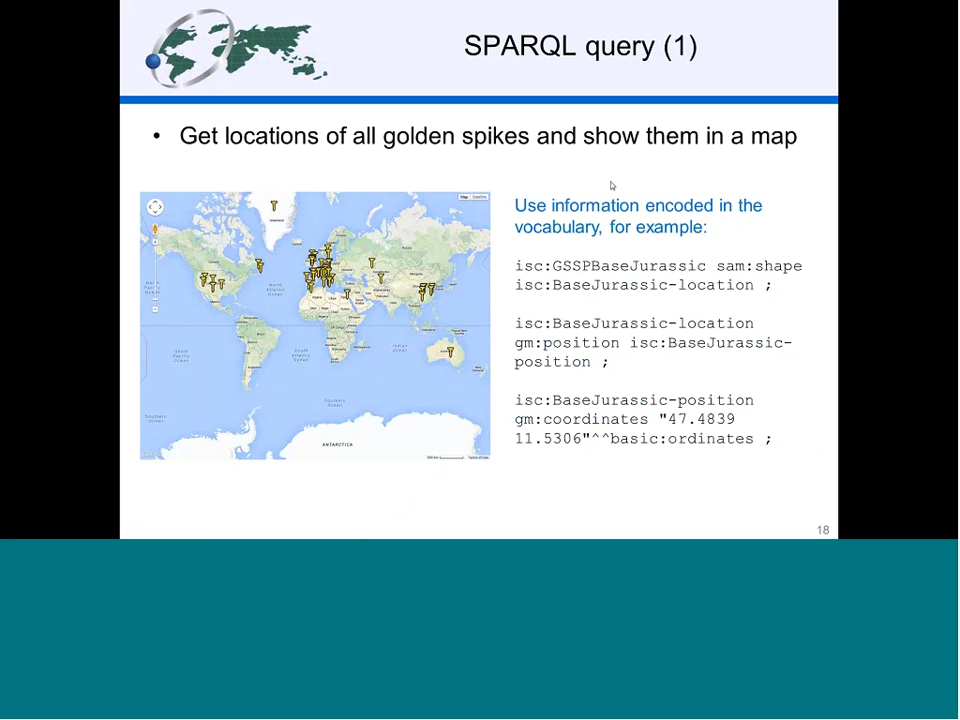 SPARQL query (1)
• Get locations of all golden spikes and show them in a map
Use information encoded in the
vocabulary, for example:
isc:GSSPBaseJurassic sam:shape
isc:BaseJurassic-location ;
isc:BaseJurassic-location
gm:position isc:BaseJurassic-
position ;
isc:BaseJurassic-position
gm:coordinates "47.4839
11.5306"^^basic:ordinates ;
Map
ANTARCTICA
18